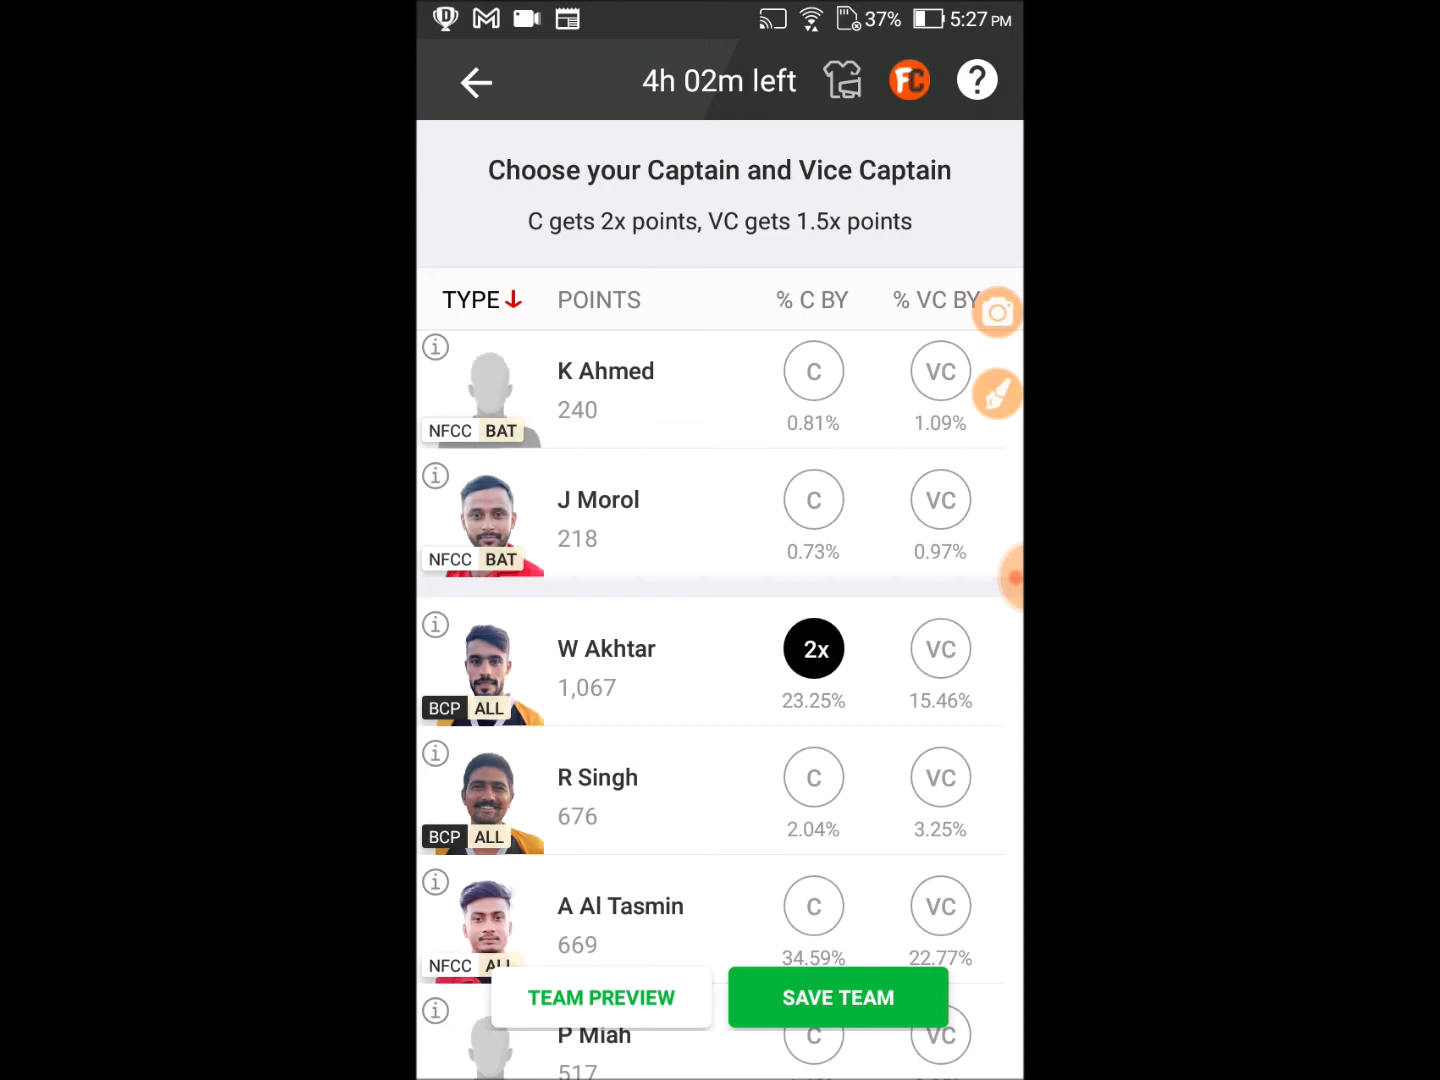 37% 5:27 PM
4h 02m left FC ?
Choose your Captain and Vice Captain
C gets 2x points, VC gets 1.5x points
TYPE POINTS % C BY % VC BY
K Ahmed C VC
240
0.81% 1.09%
NFCC BAT
J Morol C VC
218
0.73% 0.97%
NFCC BAT
W Akhtar 2x VC
1,067
23.25% 15.46%
BCP ALL
R Singh C VC
676
2.04% 3.25%
BCP ALL
A Al Tasmin C VC
669
34.59% 22.77%
NFCC ALL
TEAM PREVIEW SAVE TEAM
P Miah C VC
517